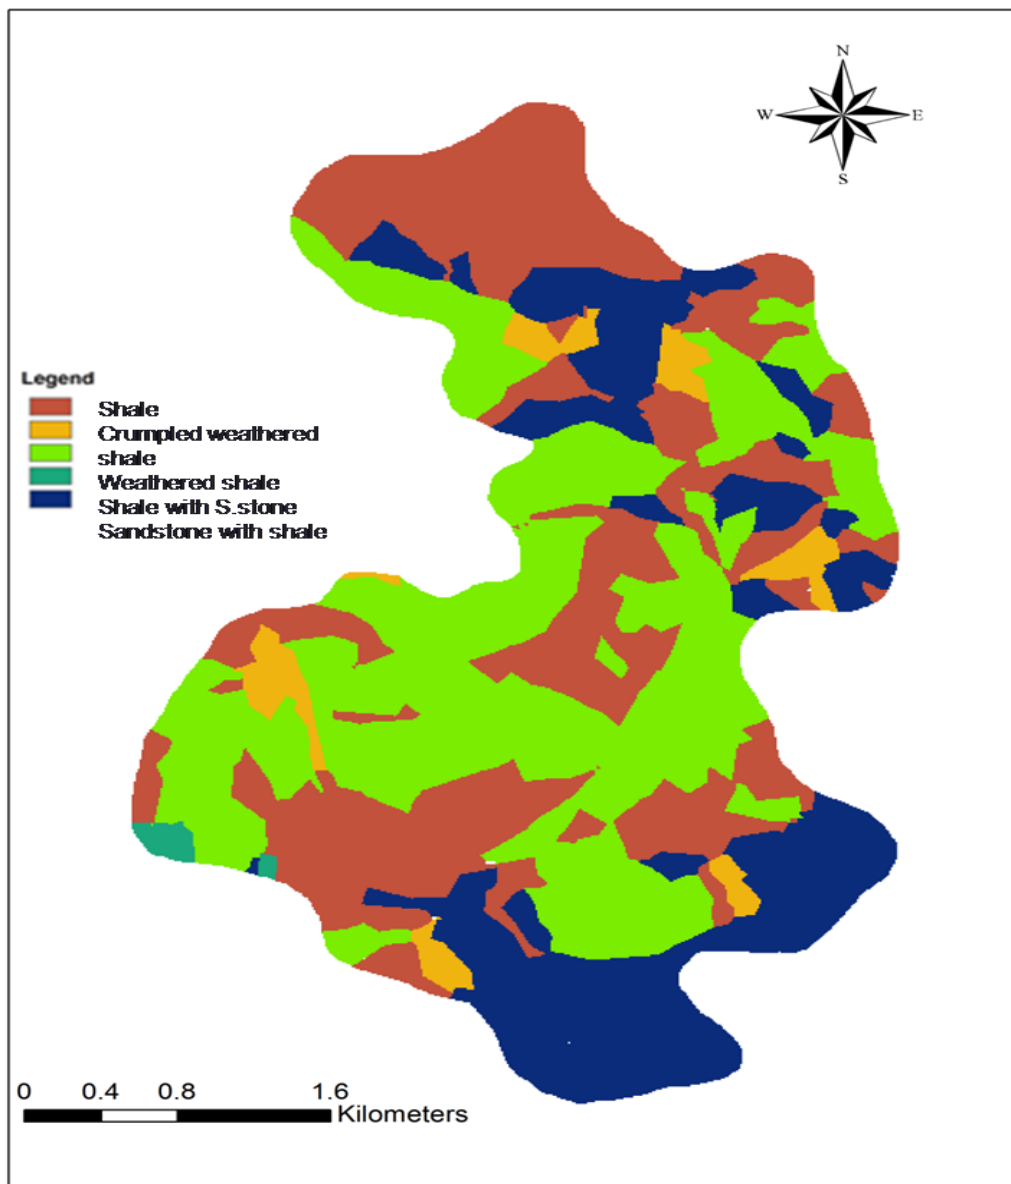 N
W E
S
Legend
Shale
Crumpled weathered
shale
Weathered shale
Shale with S.stone
Sandstone with shale
0 0.4 0.8 1.6
Kilometers